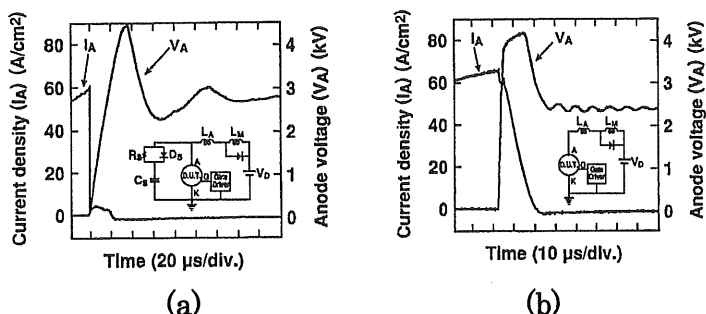 Current density (IA) (A/cm²)
80
60
40
20
0
IA
VA
4
3
2
1
0
Anode voltage (VA) (kV)
LA
LM
RS
DS
CS
A
D.U.T.
G
Gate
Driver
K
VD
Time (20 µs/div.)
(a)
Current density (IA) (A/cm²)
80
60
40
20
0
IA
VA
4
3
2
1
0
Anode voltage (VA) (kV)
LA
LM
A
D.U.T.
G
Gate
Driver
K
VD
Time (10 µs/div.)
(b)